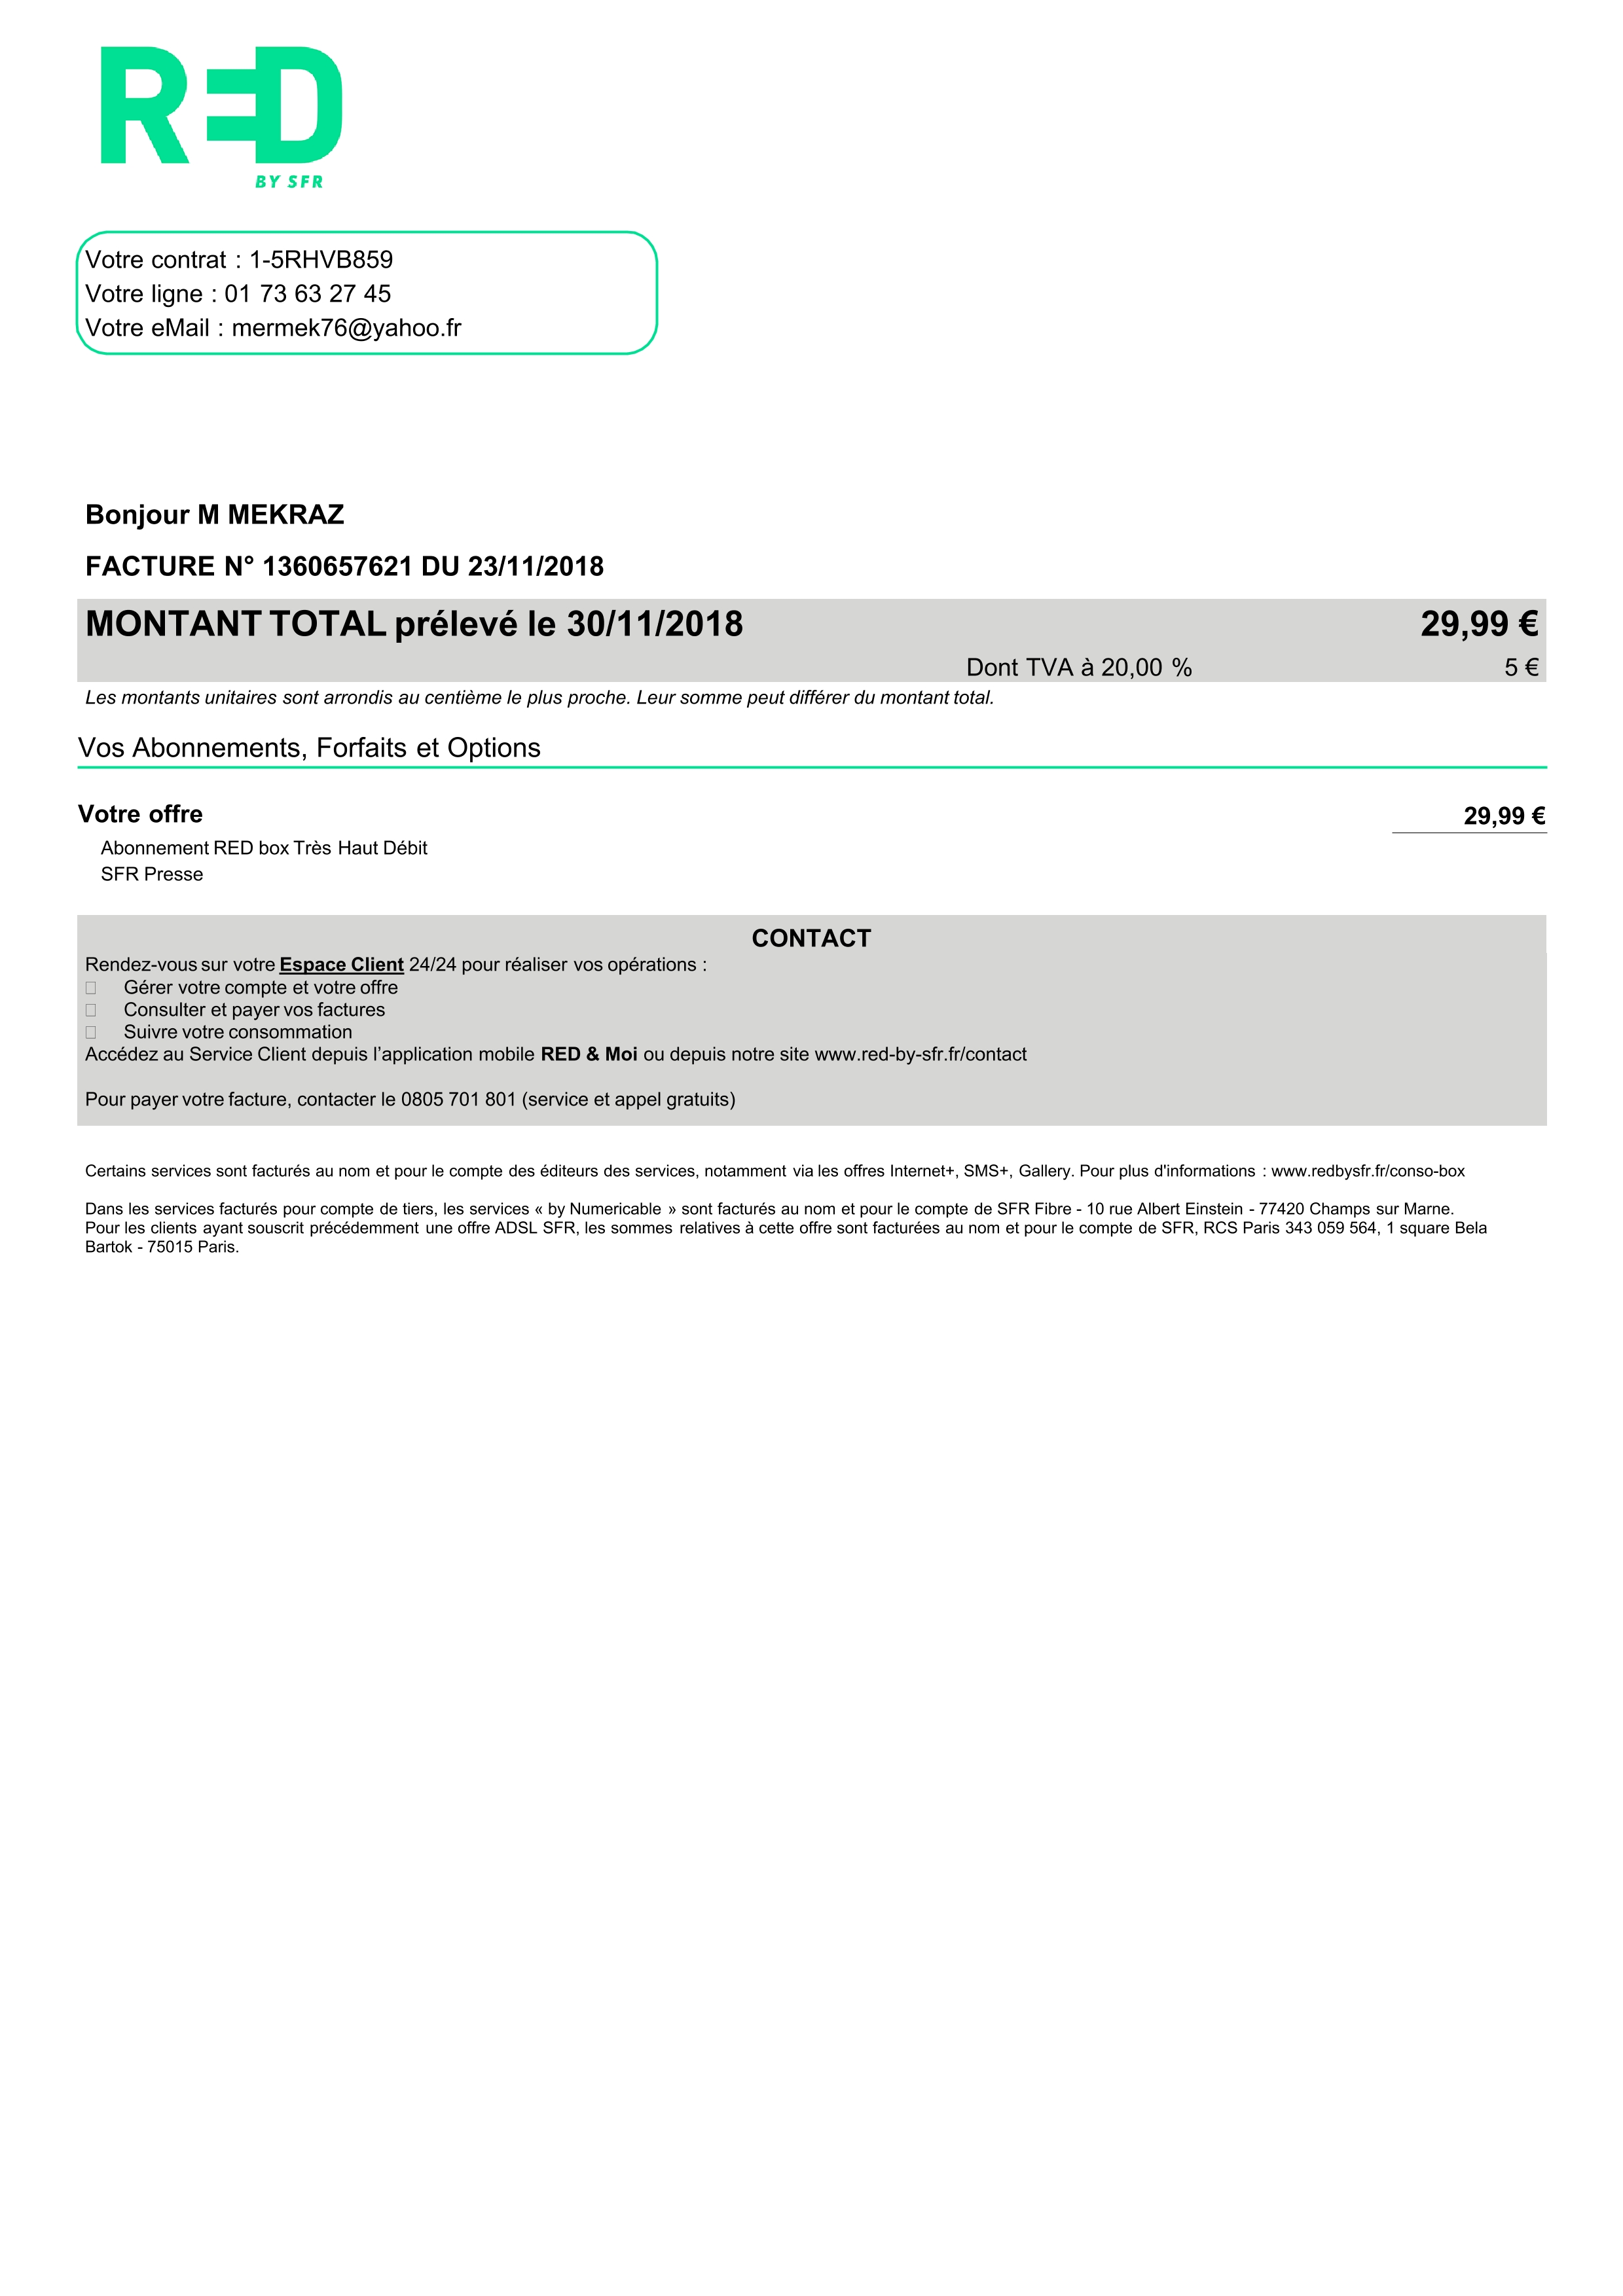 RED
BY SFR
Votre contrat : 1-5RHVB859
Votre ligne : 01 73 63 27 45
Votre eMail : mermek76@yahoo.fr
Bonjour M MEKRAZ
FACTURE N° 1360657621 DU 23/11/2018
MONTANT TOTAL prélevé le 30/11/2018 29,99 €
Dont TVA à 20,00 % 5 €
Les montants unitaires sont arrondis au centième le plus proche. Leur somme peut différer du montant total.
Vos Abonnements, Forfaits et Options
Votre offre 29,99 €
Abonnement RED box Très Haut Débit
SFR Presse
CONTACT
Rendez-vous sur votre Espace Client 24/24 pour réaliser vos opérations :
Gérer votre compte et votre offre
Consulter et payer vos factures
Suivre votre consommation
Accédez au Service Client depuis l’application mobile RED & Moi ou depuis notre site www.red-by-sfr.fr/contact
Pour payer votre facture, contacter le 0805 701 801 (service et appel gratuits)
Certains services sont facturés au nom et pour le compte des éditeurs des services, notamment via les offres Internet+, SMS+, Gallery. Pour plus d'informations : www.redbysfr.fr/conso-box
Dans les services facturés pour compte de tiers, les services « by Numericable » sont facturés au nom et pour le compte de SFR Fibre - 10 rue Albert Einstein - 77420 Champs sur Marne.
Pour les clients ayant souscrit précédemment une offre ADSL SFR, les sommes relatives à cette offre sont facturées au nom et pour le compte de SFR, RCS Paris 343 059 564, 1 square Bela
Bartok - 75015 Paris.